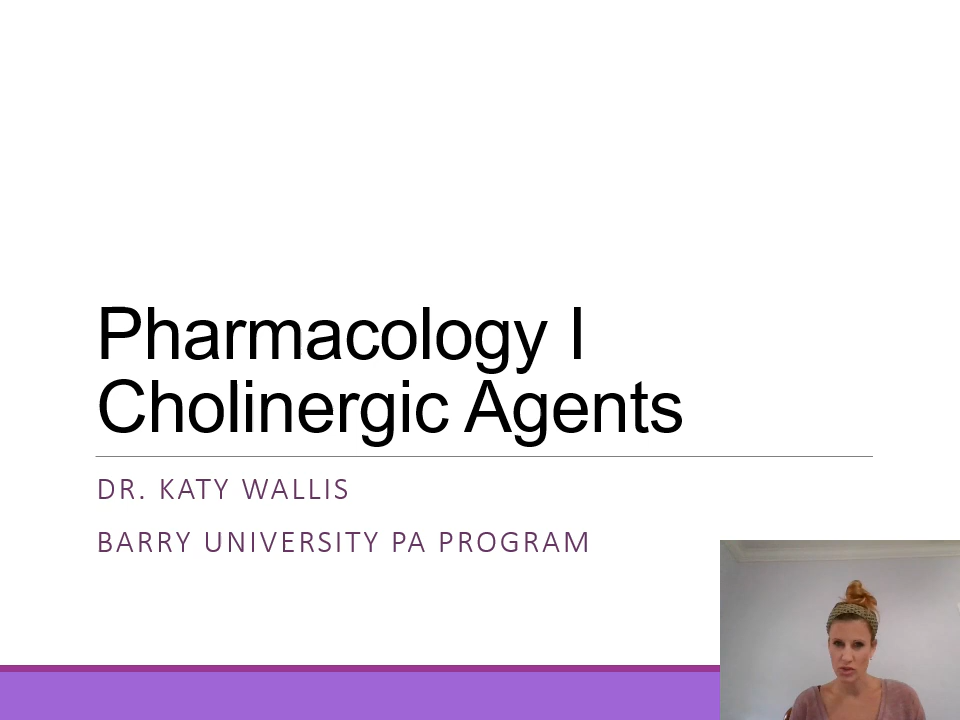 Pharmacology I
Cholinergic Agents
DR. KATY WALLIS
BARRY UNIVERSITY PA PROGRAM